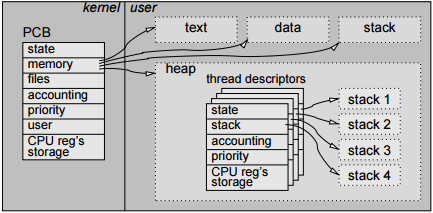 kernel user
PCB
state
memory
files
accounting
priority
user
CPU reg's
storage
text
data
stack
heap
thread descriptors
state
stack
accounting
priority
CPU reg's
storage
stack 1
stack 2
stack 3
stack 4